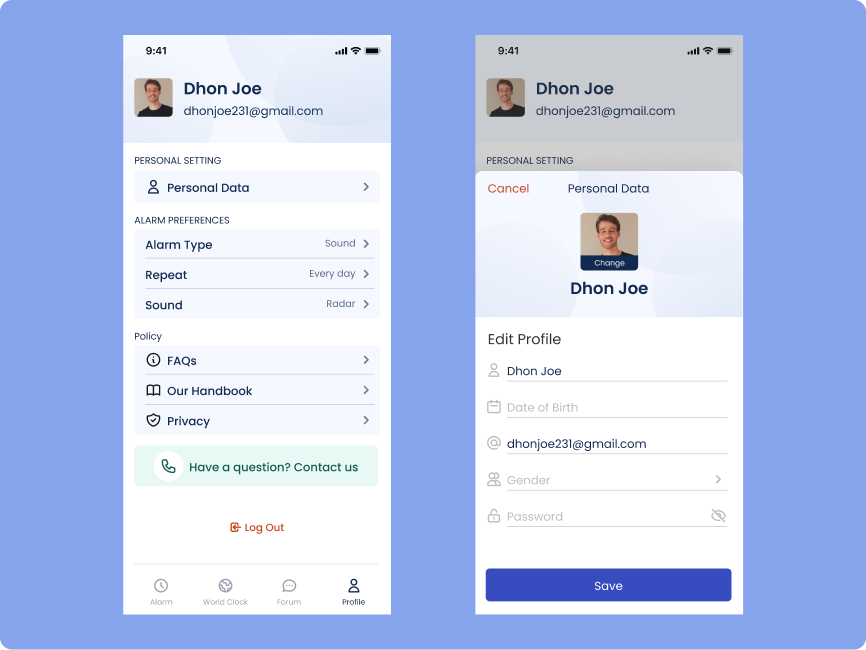 9:41
Dhon Joe
dhonjoe231@gmail.com
PERSONAL SETTING
Personal Data
ALARM PREFERENCES
Alarm Type Sound
Repeat Every day
Sound Radar
Policy
FAQs
Our Handbook
Privacy
Have a question? Contact us
Log Out
Alarm World Clock Forum Profile
9:41
Dhon Joe
dhonjoe231@gmail.com
PERSONAL SETTING
Cancel Personal Data
Change
Dhon Joe
Edit Profile
Dhon Joe
Date of Birth
dhonjoe231@gmail.com
Gender
Password
Save